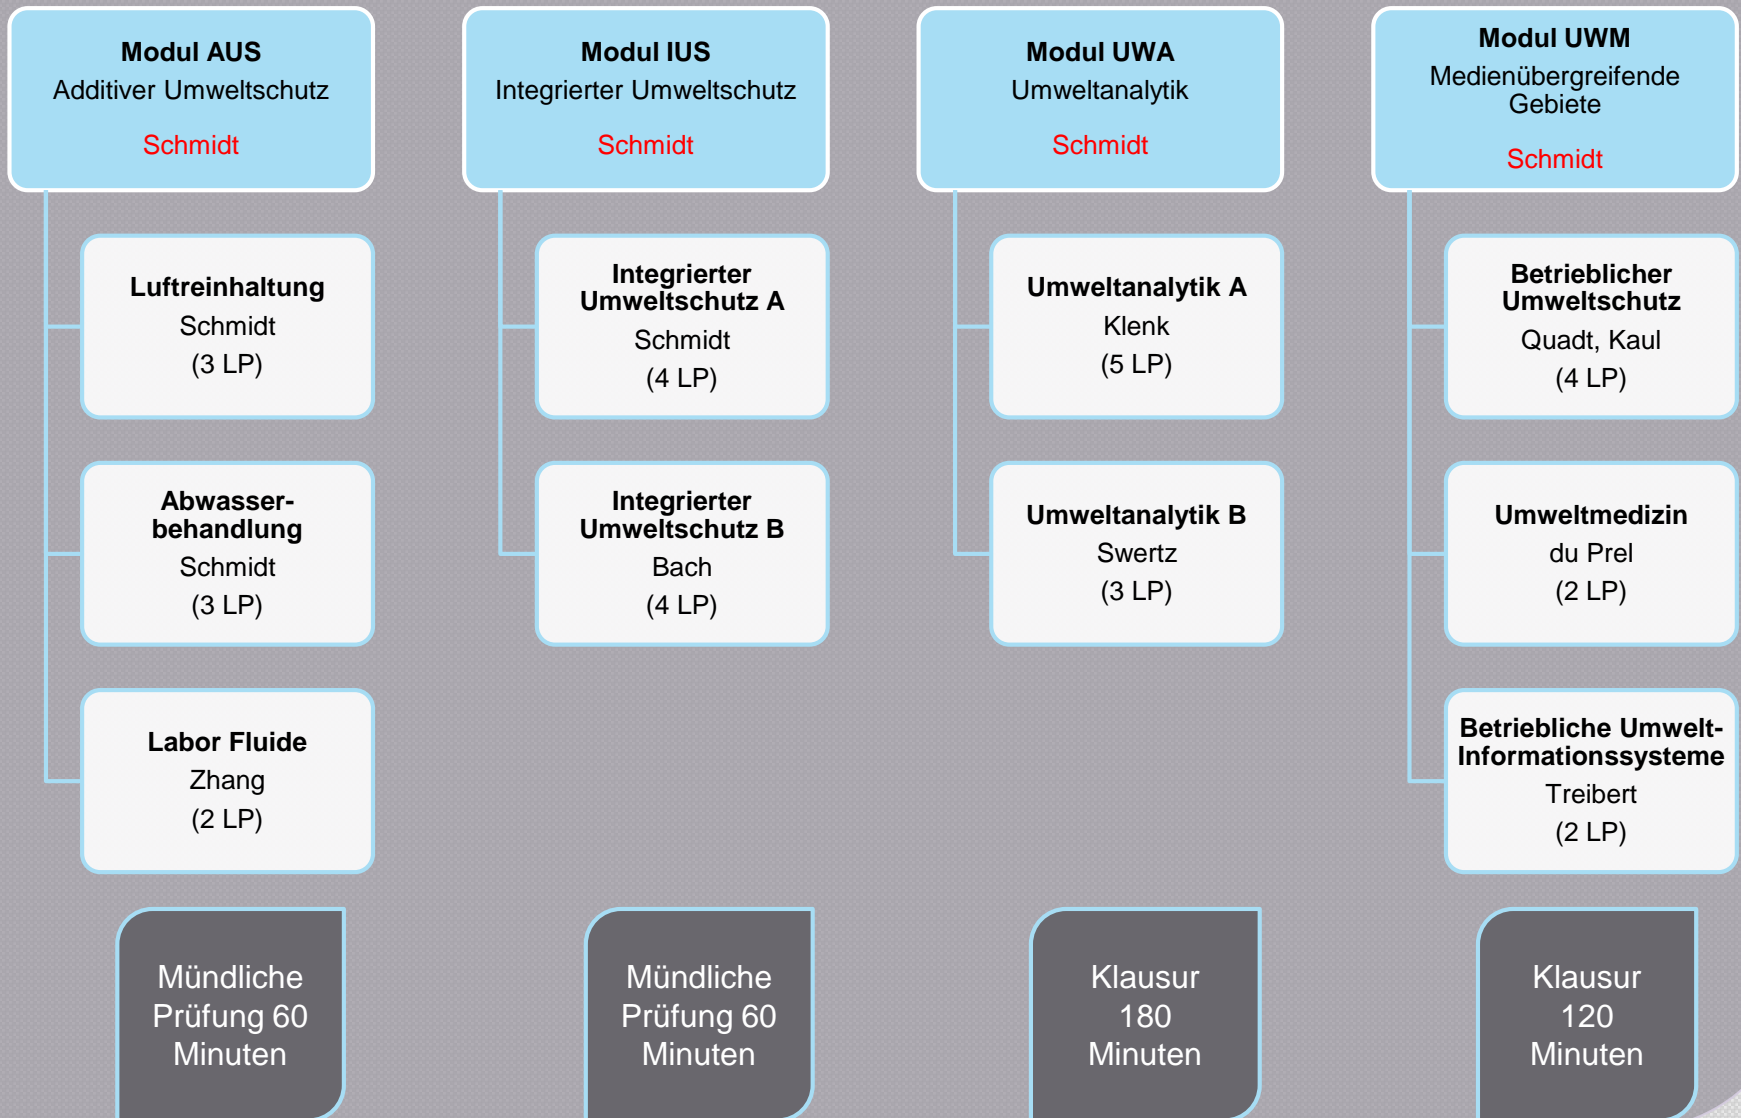 Modul AUS
Additiver Umweltschutz
Schmidt
Luftreinhaltung
Schmidt
(3 LP)
Abwasser-
behandlung
Schmidt
(3 LP)
Labor Fluide
Zhang
(2 LP)
Mündliche
Prüfung 60
Minuten
Modul IUS
Integrierter Umweltschutz
Schmidt
Integrierter
Umweltschutz A
Schmidt
(4 LP)
Integrierter
Umweltschutz B
Bach
(4 LP)
Mündliche
Prüfung 60
Minuten
Modul UWA
Umweltanalytik
Schmidt
Umweltanalytik A
Klenk
(5 LP)
Umweltanalytik B
Swertz
(3 LP)
Klausur
180
Minuten
Modul UWM
Medienübergreifende
Gebiete
Schmidt
Betrieblicher
Umweltschutz
Quadt, Kaul
(4 LP)
Umweltmedizin
du Prel
(2 LP)
Betriebliche Umwelt-
Informationssysteme
Treibert
(2 LP)
Klausur
120
Minuten